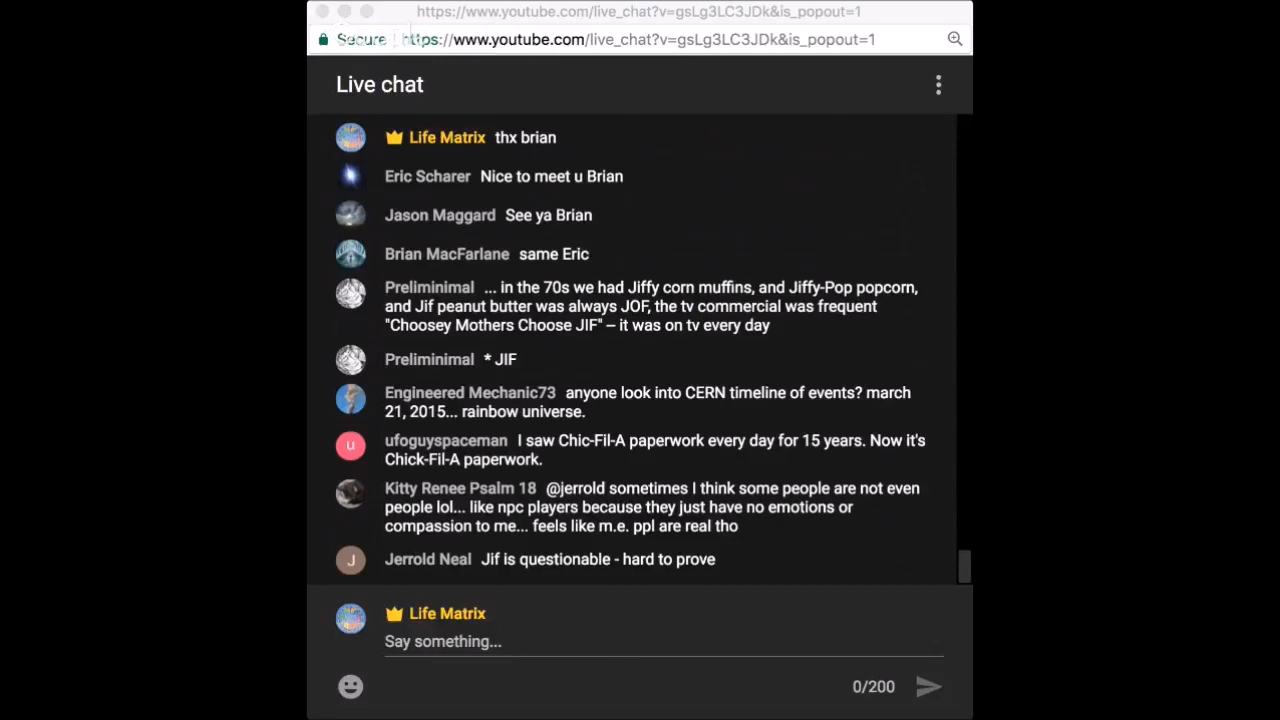 https://www.youtube.com/live_chat?v=gsLg3LC3JDk&is_popout=1
Secure https://www.youtube.com/live_chat?v=gsLg3LC3JDk&is_popout=1
Live chat
Life Matrix thx brian
Eric Scharer Nice to meet u Brian
Jason Maggard See ya Brian
Brian MacFarlane same Eric
Preliminimal ... in the 70s we had Jiffy corn muffins, and Jiffy-Pop popcorn,
and Jif peanut butter was always JOF, the tv commercial was frequent
"Choosey Mothers Choose JIF" – it was on tv every day
Preliminimal * JIF
Engineered Mechanic73 anyone look into CERN timeline of events? march
21, 2015... rainbow universe.
u ufoguyspaceman I saw Chic-Fil-A paperwork every day for 15 years. Now it's
Chick-Fil-A paperwork.
Kitty Renee Psalm 18 @jerrold sometimes I think some people are not even
people lol... like npc players because they just have no emotions or
compassion to me... feels like m.e. ppl are real tho
J Jerrold Neal Jif is questionable - hard to prove
Life Matrix
Say something...
0/200